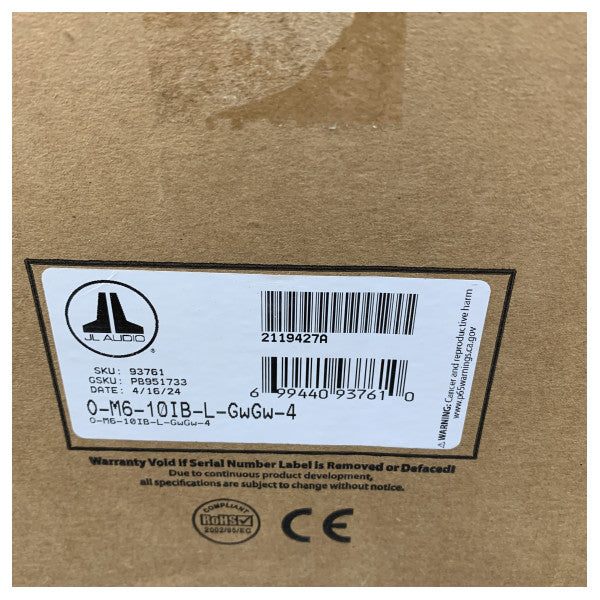 JL AUDIO
®
SKU: 93761
GSKU: PB951733
DATE: 4/16/24
2119427A
6 99440 93761 0
O-M6-10IB-L-GwGw-4
O-M6-10IB-L-GwGw-4
⚠WARNING: Cancer and reproductive harm
www.p65warnings.ca.gov
Warranty Void if Serial Number Label is Removed or Defaced!
Due to continuous product development,
all specifications are subject to change without notice.
COMPLIANT
RoHS
2002/95/EC
CE